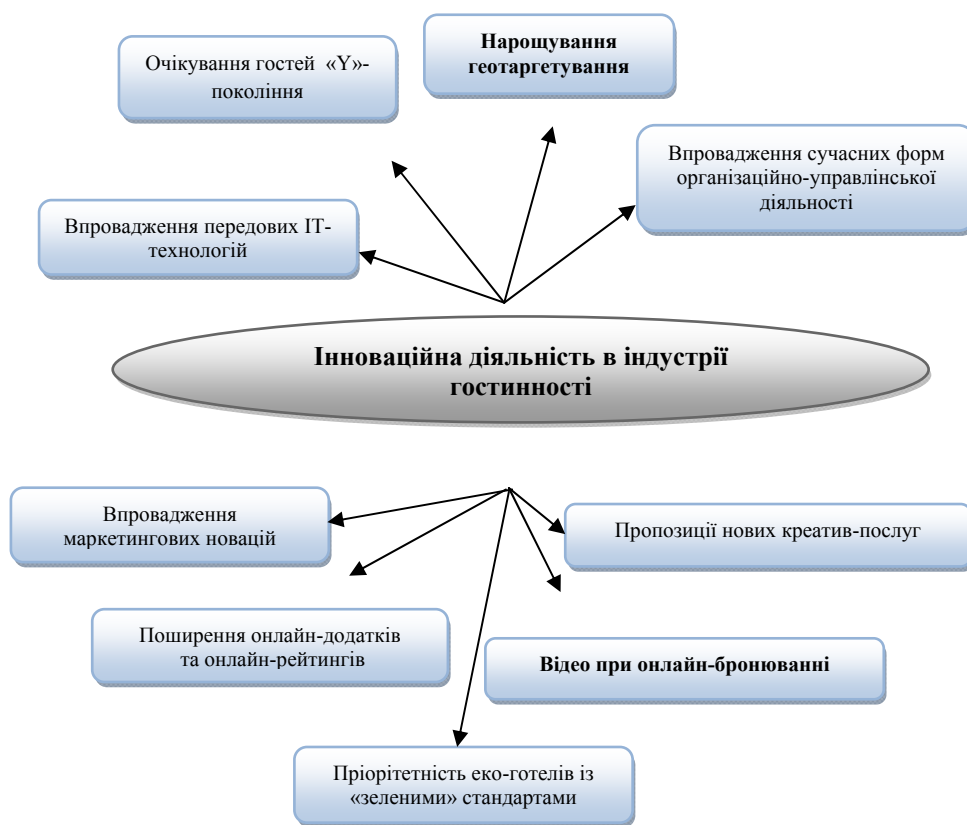 Нарощування
геотаргетування
Очікування гостей «Y»-
покоління
Впровадження сучасних форм
організаційно-управлінської
діяльності
Впровадження передових ІТ-
технологій
Інноваційна діяльність в індустрії
гостинності
Впровадження
маркетингових новацій
Пропозиції нових креатив-послуг
Поширення онлайн-додатків
та онлайн-рейтингів
Відео при онлайн-бронюванні
Пріорітетність еко-готелів із
«зеленими» стандартами